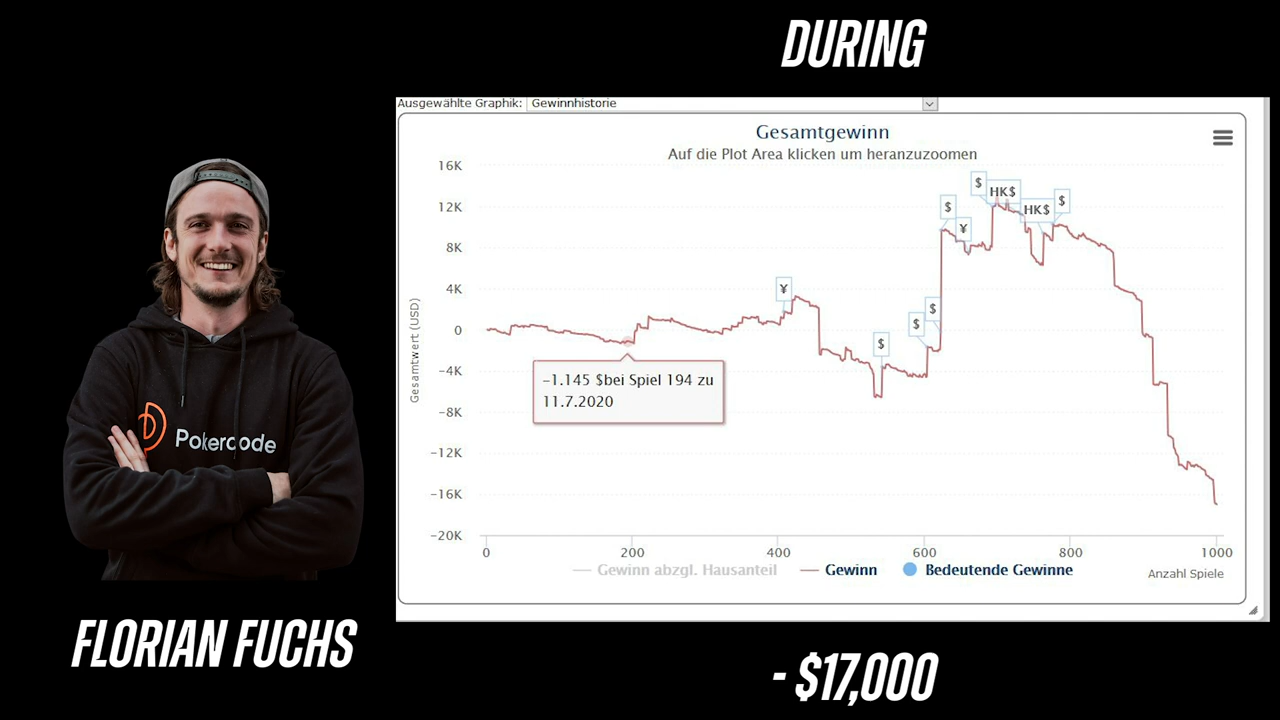 DURING
Ausgewählte Graphik: Gewinnhistorie
Gesamtgewinn
Auf die Plot Area klicken um heranzuzoomen
16K
12K
8K
4K
0
-4K
-8K
-12K
-16K
-20K
Gesamtwert (USD)
¥
$
$
$
$
¥
$
HK$
HK$
$
-1.145 $bei Spiel 194 zu
11.7.2020
0 200 400 600 800 1000
Anzahl Spiele
Gewinn abzgl. Hausanteil Gewinn Bedeutende Gewinne
Pokercode
FLORIAN FUCHS
- $17,000